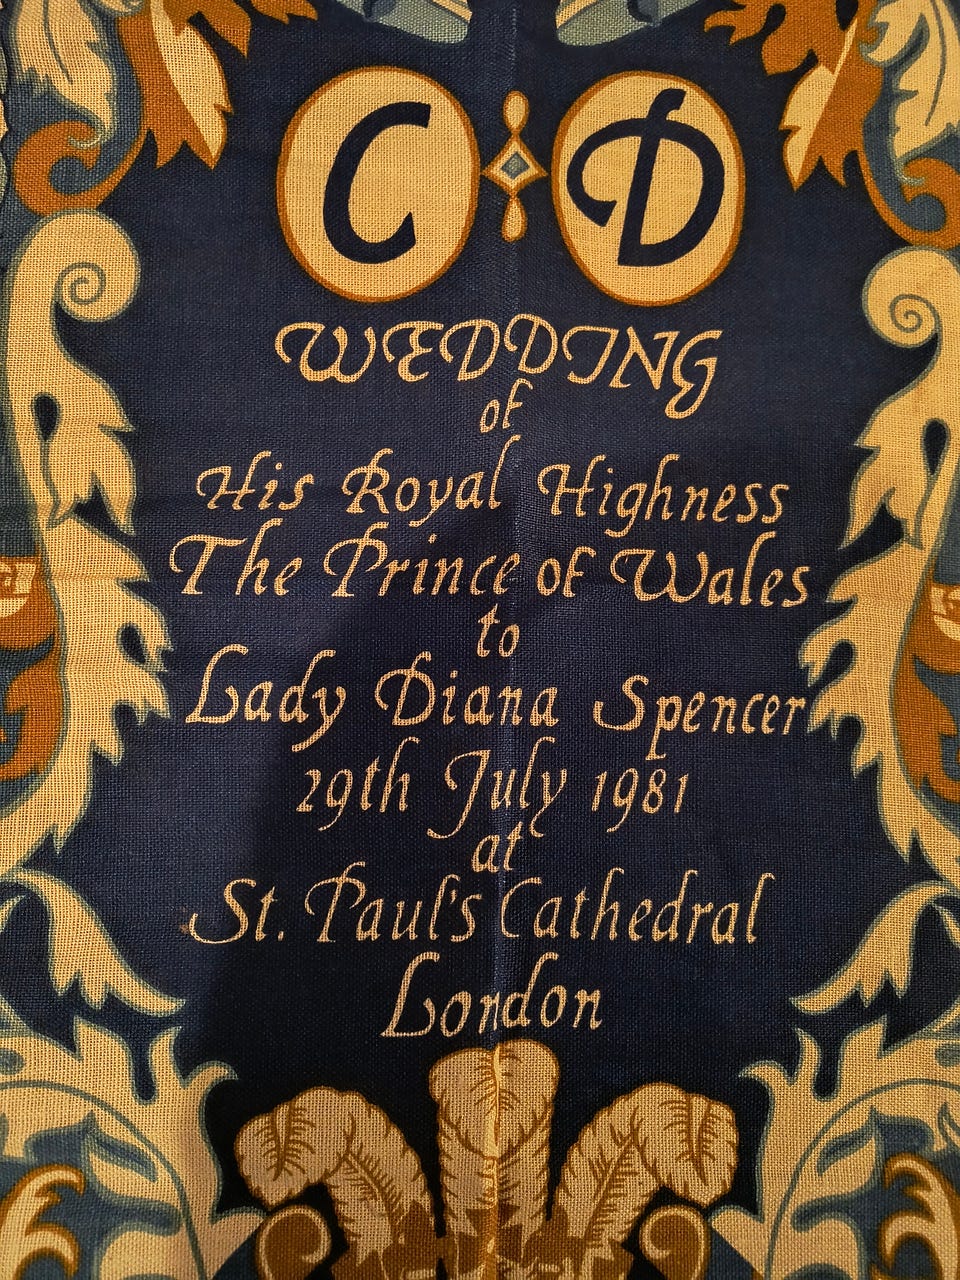 C D
WEDDING
of
His Royal Highness
The Prince of Wales
to
Lady Diana Spencer
29th July 1981
at
St. Paul's Cathedral
London